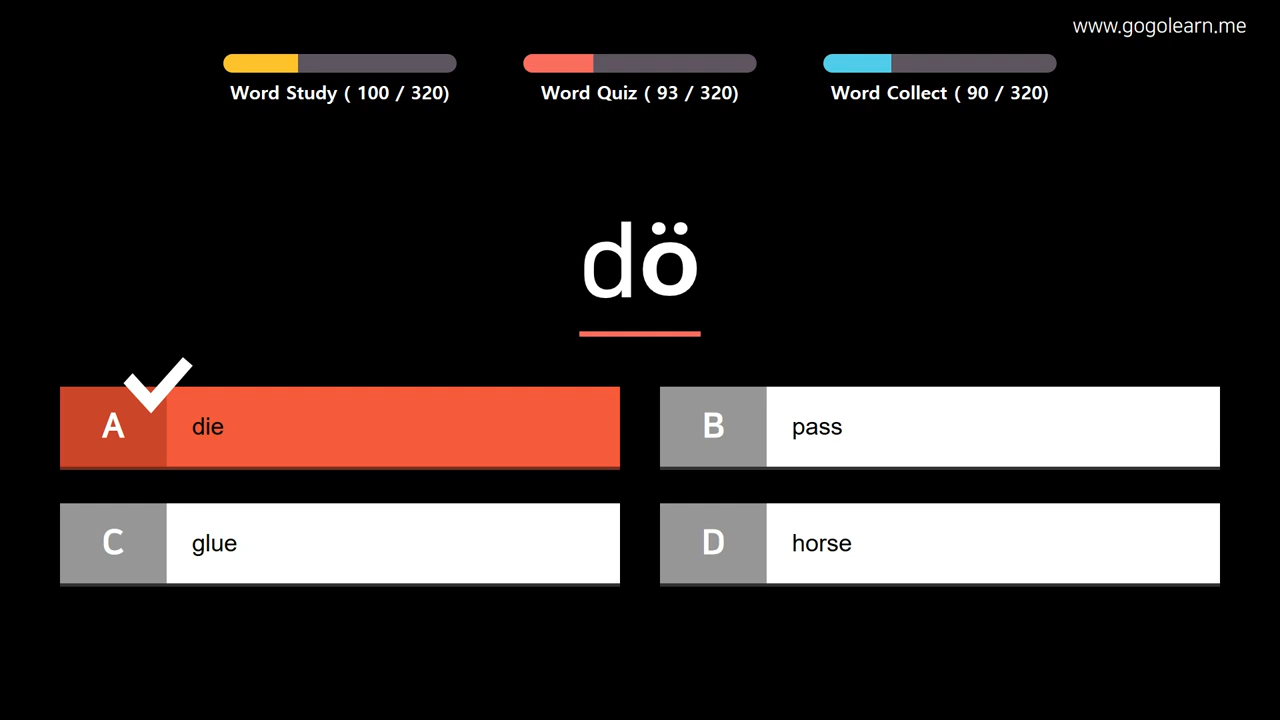 www.gogolearn.me
Word Study ( 100 / 320)
Word Quiz ( 93 / 320)
Word Collect ( 90 / 320)
dö
A die
B pass
C glue
D horse